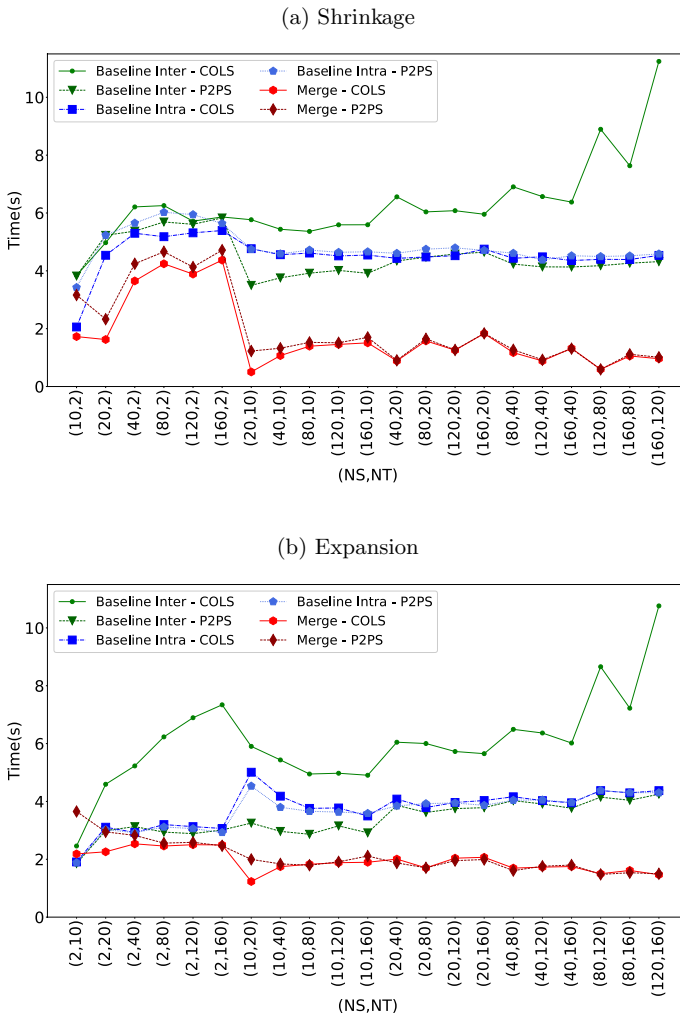 (a) Shrinkage
Baseline Inter - COLS
Baseline Inter - P2PS
Baseline Intra - COLS
Baseline Intra - P2PS
Merge - COLS
Merge - P2PS
Time(s)
10
8
6
4
2
0
(10,2) (20,2) (40,2) (80,2) (120,2) (160,2) (20,10) (40,10) (80,10) (120,10) (160,10) (40,20) (80,20) (120,20) (160,20) (80,40) (120,40) (160,40) (120,80) (160,80) (160,120)
(NS,NT)
(b) Expansion
Baseline Inter - COLS
Baseline Inter - P2PS
Baseline Intra - COLS
Baseline Intra - P2PS
Merge - COLS
Merge - P2PS
Time(s)
10
8
6
4
2
0
(2,10) (2,20) (2,40) (2,80) (2,120) (2,160) (10,20) (10,40) (10,80) (10,120) (10,160) (20,40) (20,80) (20,120) (20,160) (40,80) (40,120) (40,160) (80,120) (80,160) (120,160)
(NS,NT)